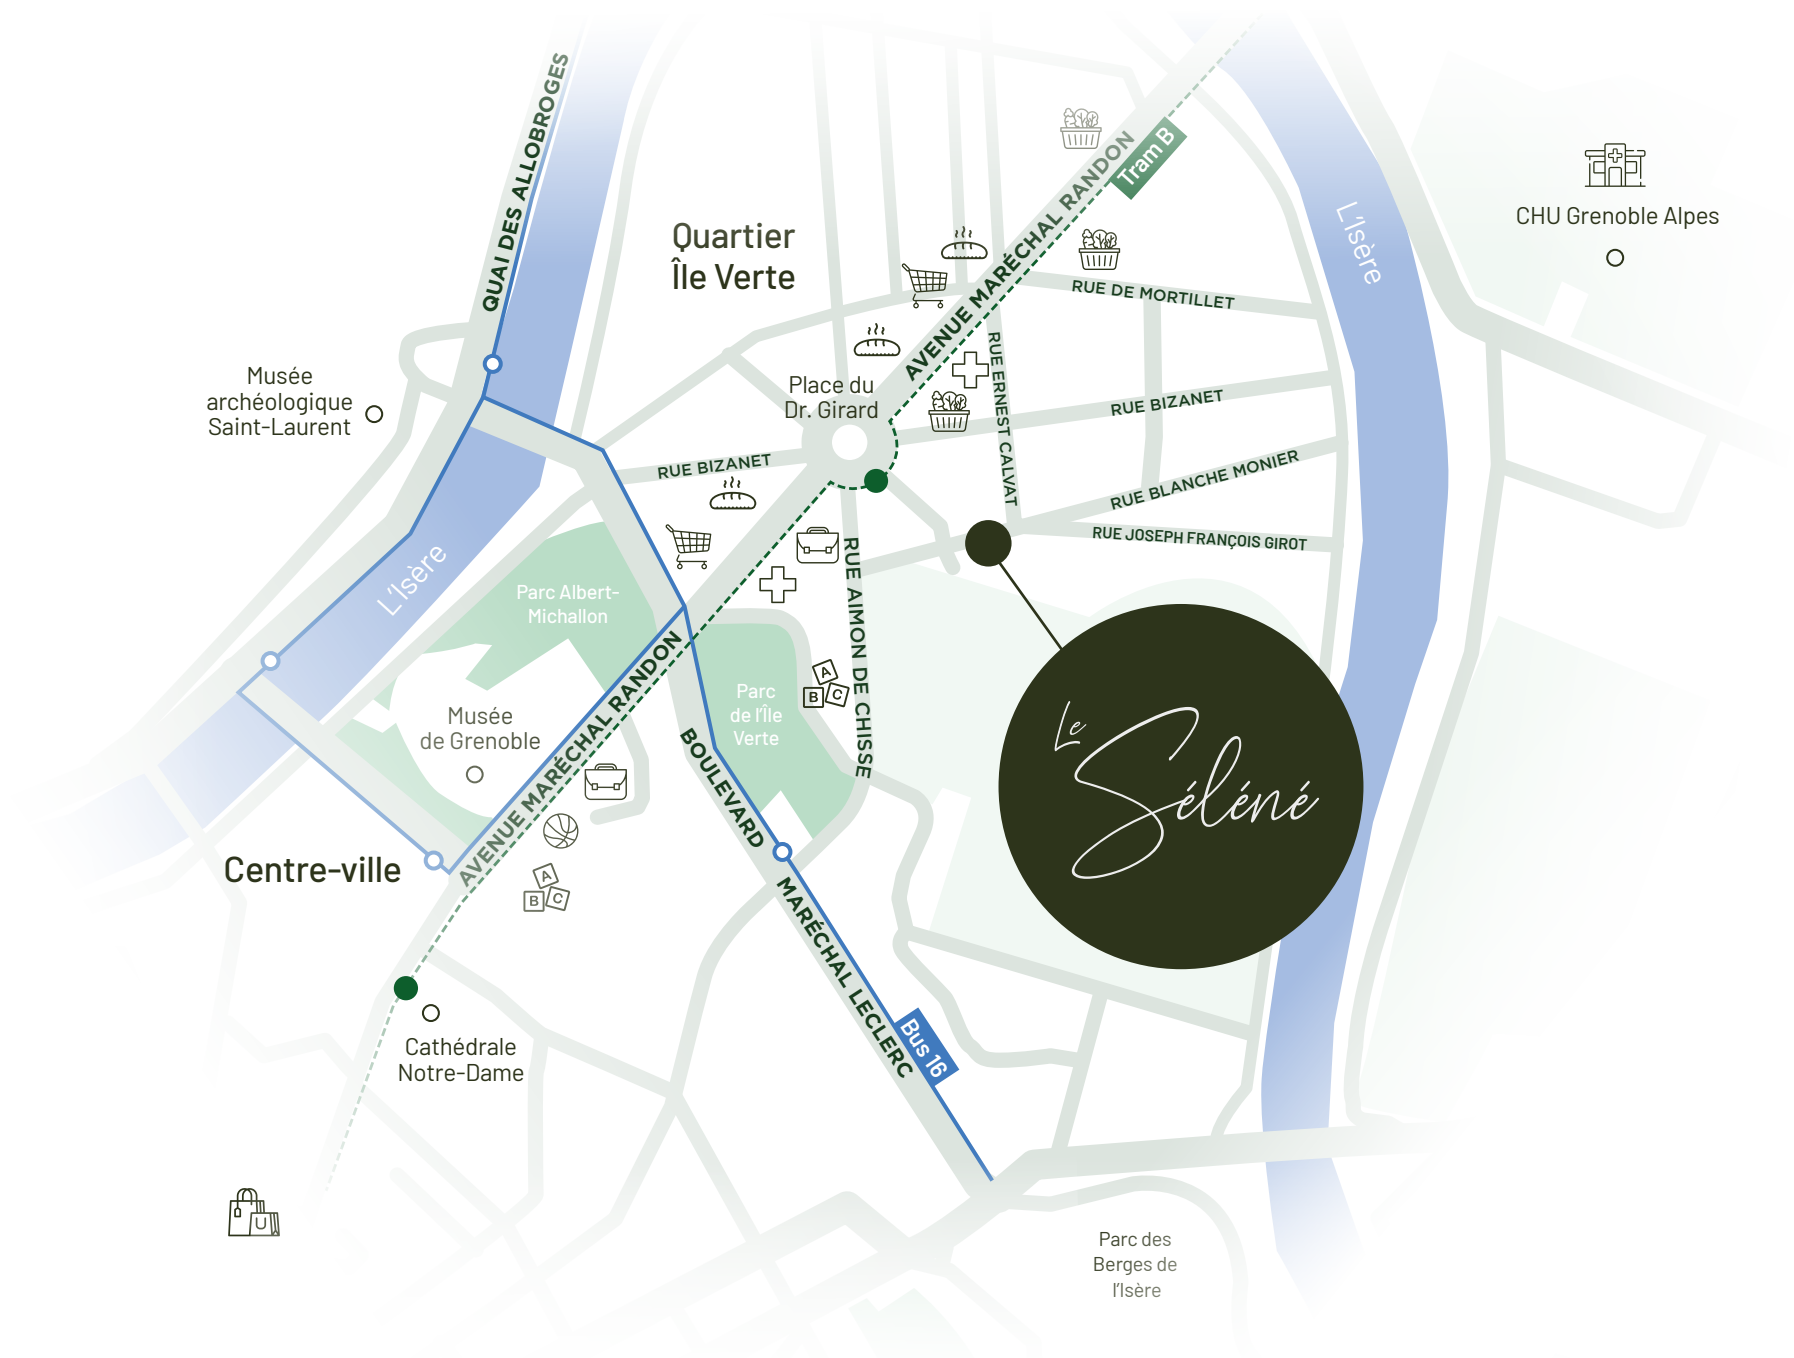 QUAI DES ALLOBROGES
Tram B
AVENUE MARÉCHAL RANDON
CHU Grenoble Alpes
L'Isère
Quartier
Île Verte
RUE DE MORTILLET
RUE ERNEST CALVAT
Place du
Dr. Girard
Musée
archéologique
Saint-Laurent
RUE BIZANET
RUE BIZANET
RUE BLANCHE MONIER
RUE JOSEPH FRANÇOIS GIROT
L'Isère
Parc Albert-
Michallon
RUE AIMON DE CHISSE
A
B C
Parc
de l'Île
Verte
Musée
de Grenoble
AVENUE MARÉCHAL RANDON
BOULEVARD MARÉCHAL LECLERC
Le
Séléné
Centre-ville
A
B C
Bus 16
Cathédrale
Notre-Dame
U
Parc des
Berges de
l'Isère